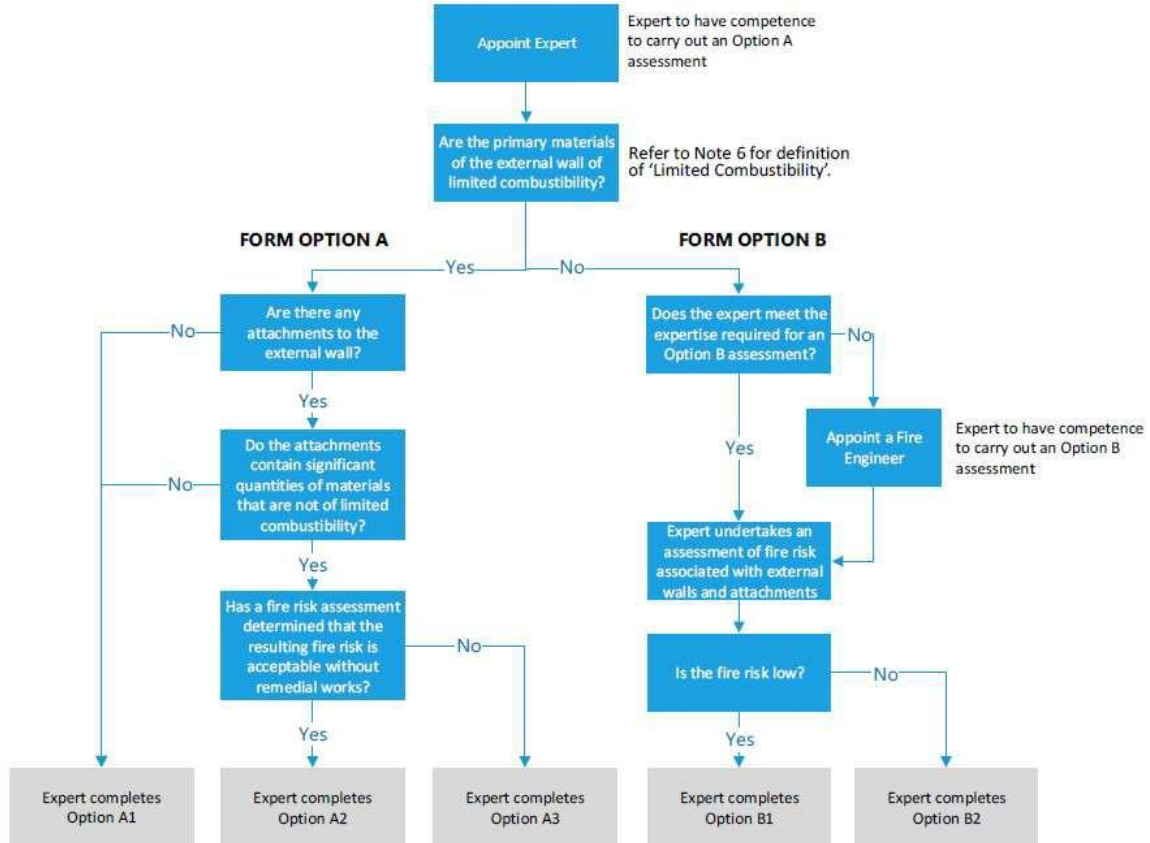 Appoint Expert
Expert to have competence
to carry out an Option A
assessment
Are the primary materials
of the external wall of
limited combustibility?
Refer to Note 6 for definition
of ‘Limited Combustibility’.
FORM OPTION A
FORM OPTION B
Yes
No
Are there any
attachments to the
external wall?
No
Yes
Does the expert meet the
expertise required for an
Option B assessment?
No
Yes
Appoint a Fire
Engineer
Expert to have competence
to carry out an Option B
assessment
Do the attachments
contain significant
quantities of materials
that are not of limited
combustibility?
No
Yes
Expert undertakes an
assessment of fire risk
associated with external
walls and attachments
Has a fire risk assessment
determined that the
resulting fire risk is
acceptable without
remedial works?
No
Yes
Is the fire risk low?
No
Yes
Expert completes
Option A1
Expert completes
Option A2
Expert completes
Option A3
Expert completes
Option B1
Expert completes
Option B2